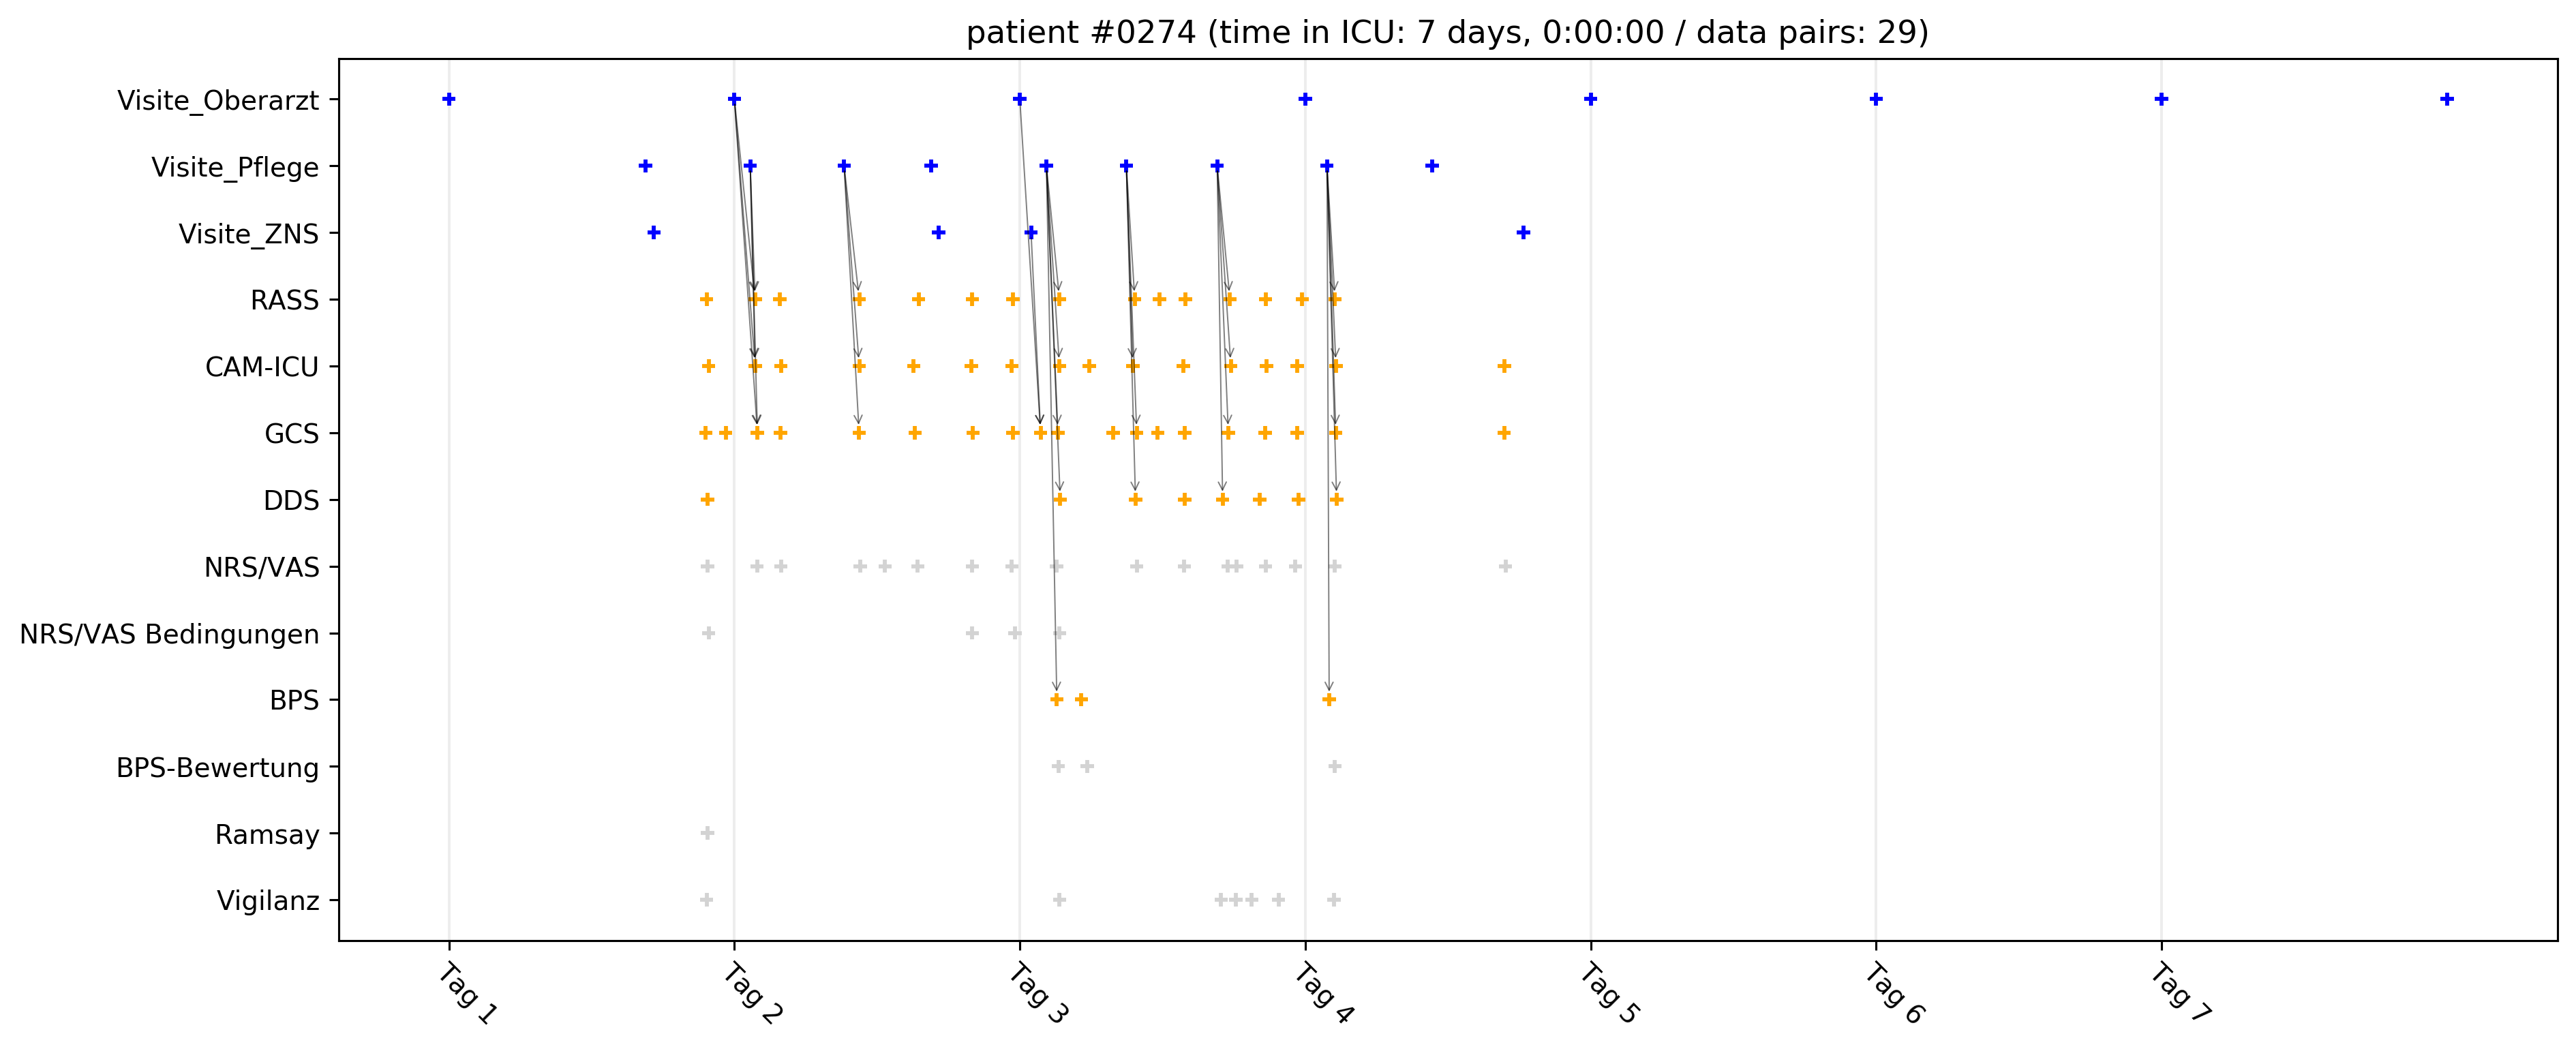 patient #0274 (time in ICU: 7 days, 0:00:00 / data pairs: 29)
Visite_Oberarzt
Visite_Pflege
Visite_ZNS
RASS
CAM-ICU
GCS
DDS
NRS/VAS
NRS/VAS Bedingungen
BPS
BPS-Bewertung
Ramsay
Vigilanz
Tag 1
Tag 2
Tag 3
Tag 4
Tag 5
Tag 6
Tag 7